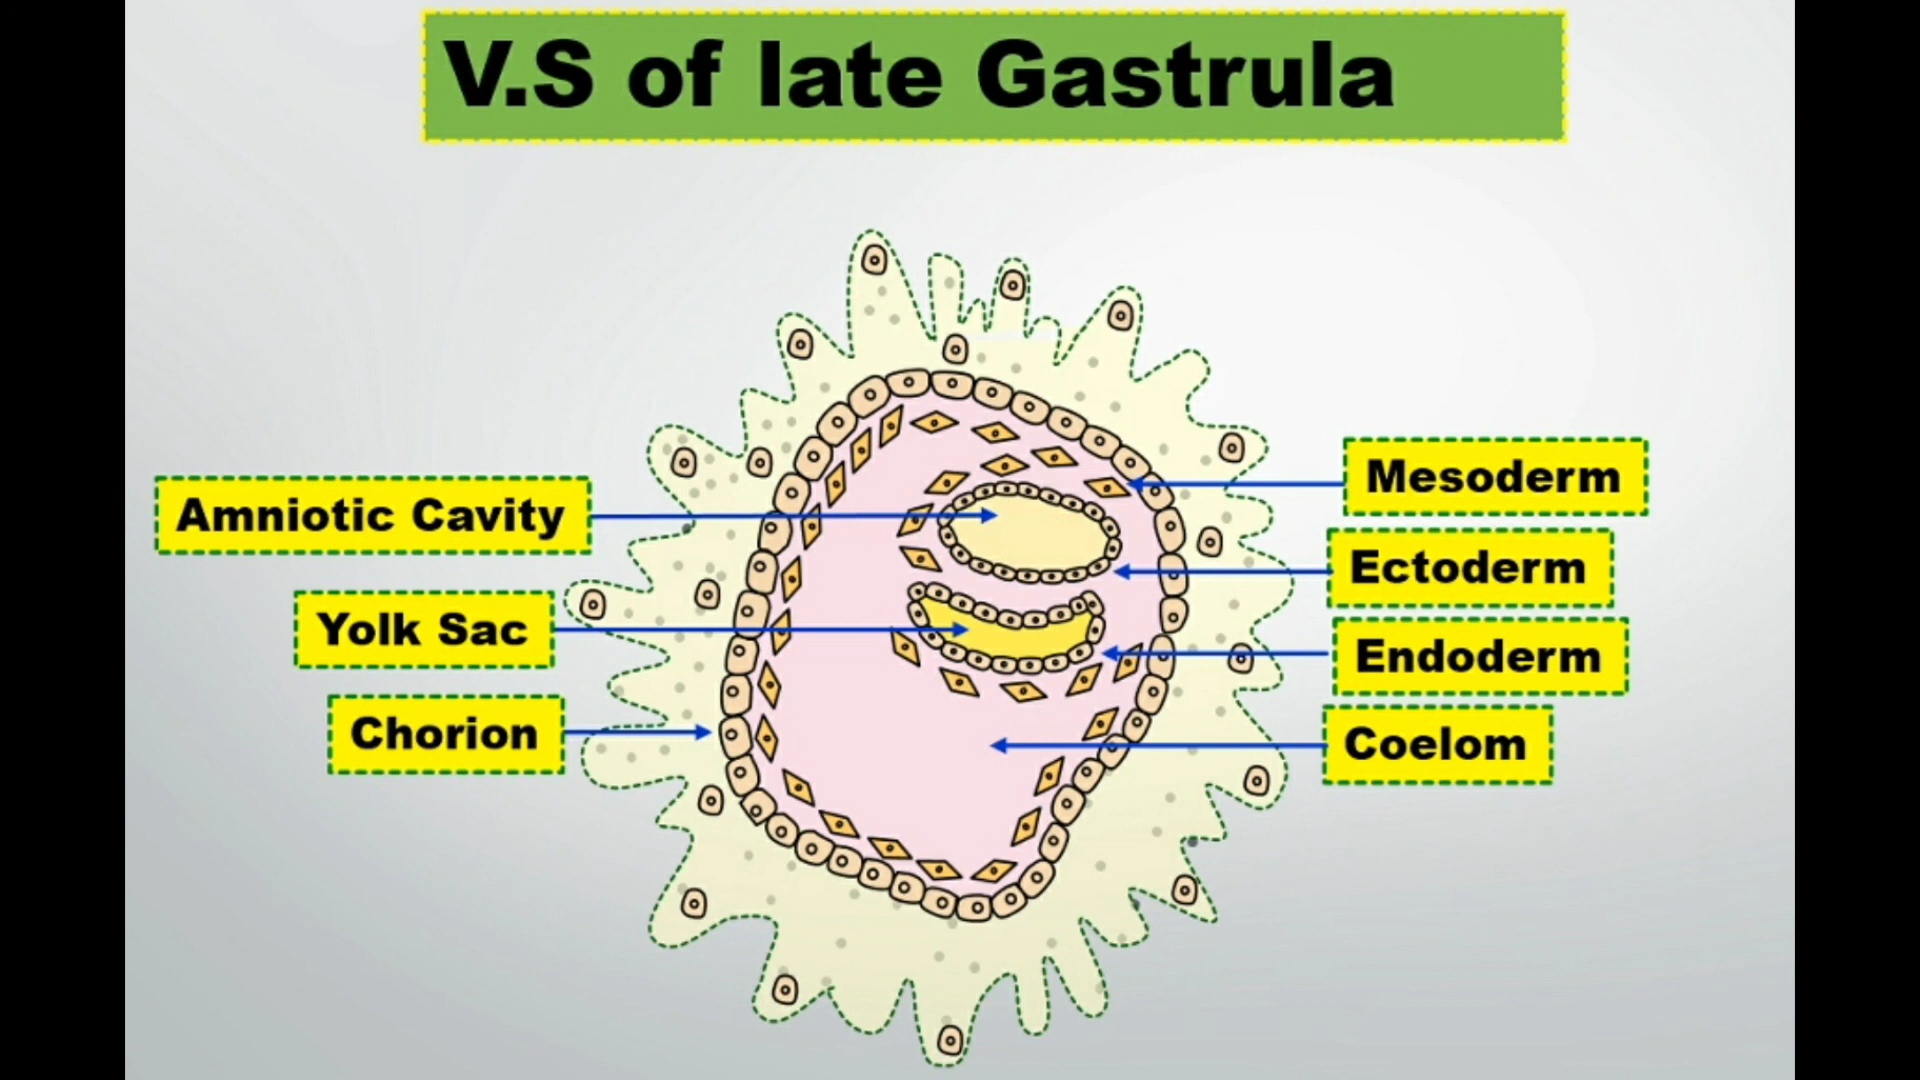 V.S of late Gastrula
Amniotic Cavity
Yolk Sac
Chorion
Mesoderm
Ectoderm
Endoderm
Coelom